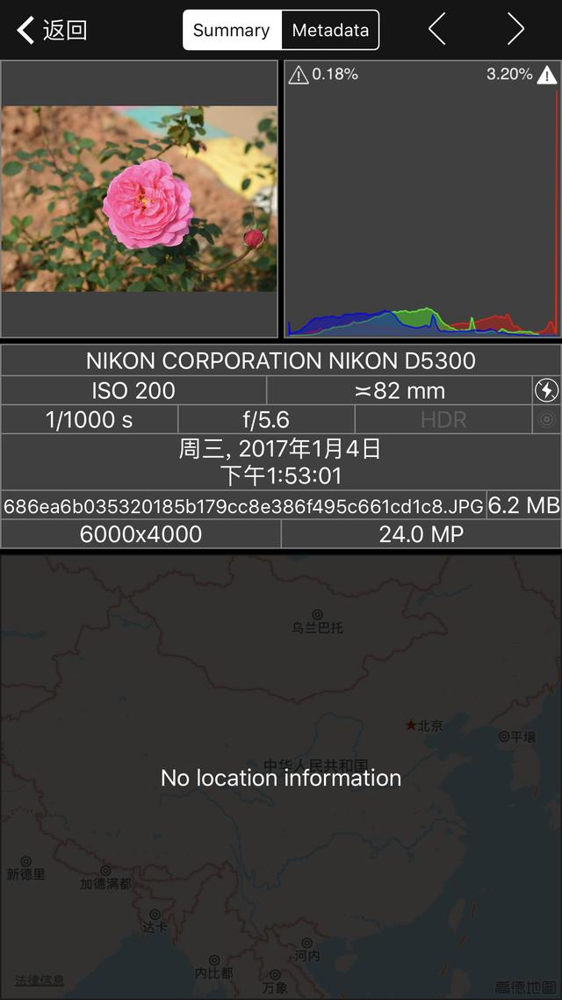 返回
Summary
Metadata
0.18%
3.20%
NIKON CORPORATION NIKON D5300
ISO 200
≍82 mm
1/1000 s
f/5.6
HDR
周三, 2017年1月4日
下午1:53:01
686ea6b035320185b179cc8e386f495c661cd1c8.JPG
6.2 MB
6000x4000
24.0 MP
乌兰巴托
北京
平壤
中华人民共和国
No location information
新德里
加德满都
达卡
河内
内比都
万象
法律信息
高德地图